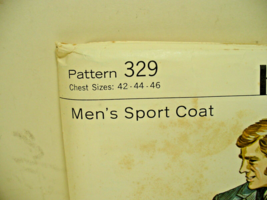 Pattern 329
Chest Sizes: 42 - 44 - 46
Men's Sport Coat